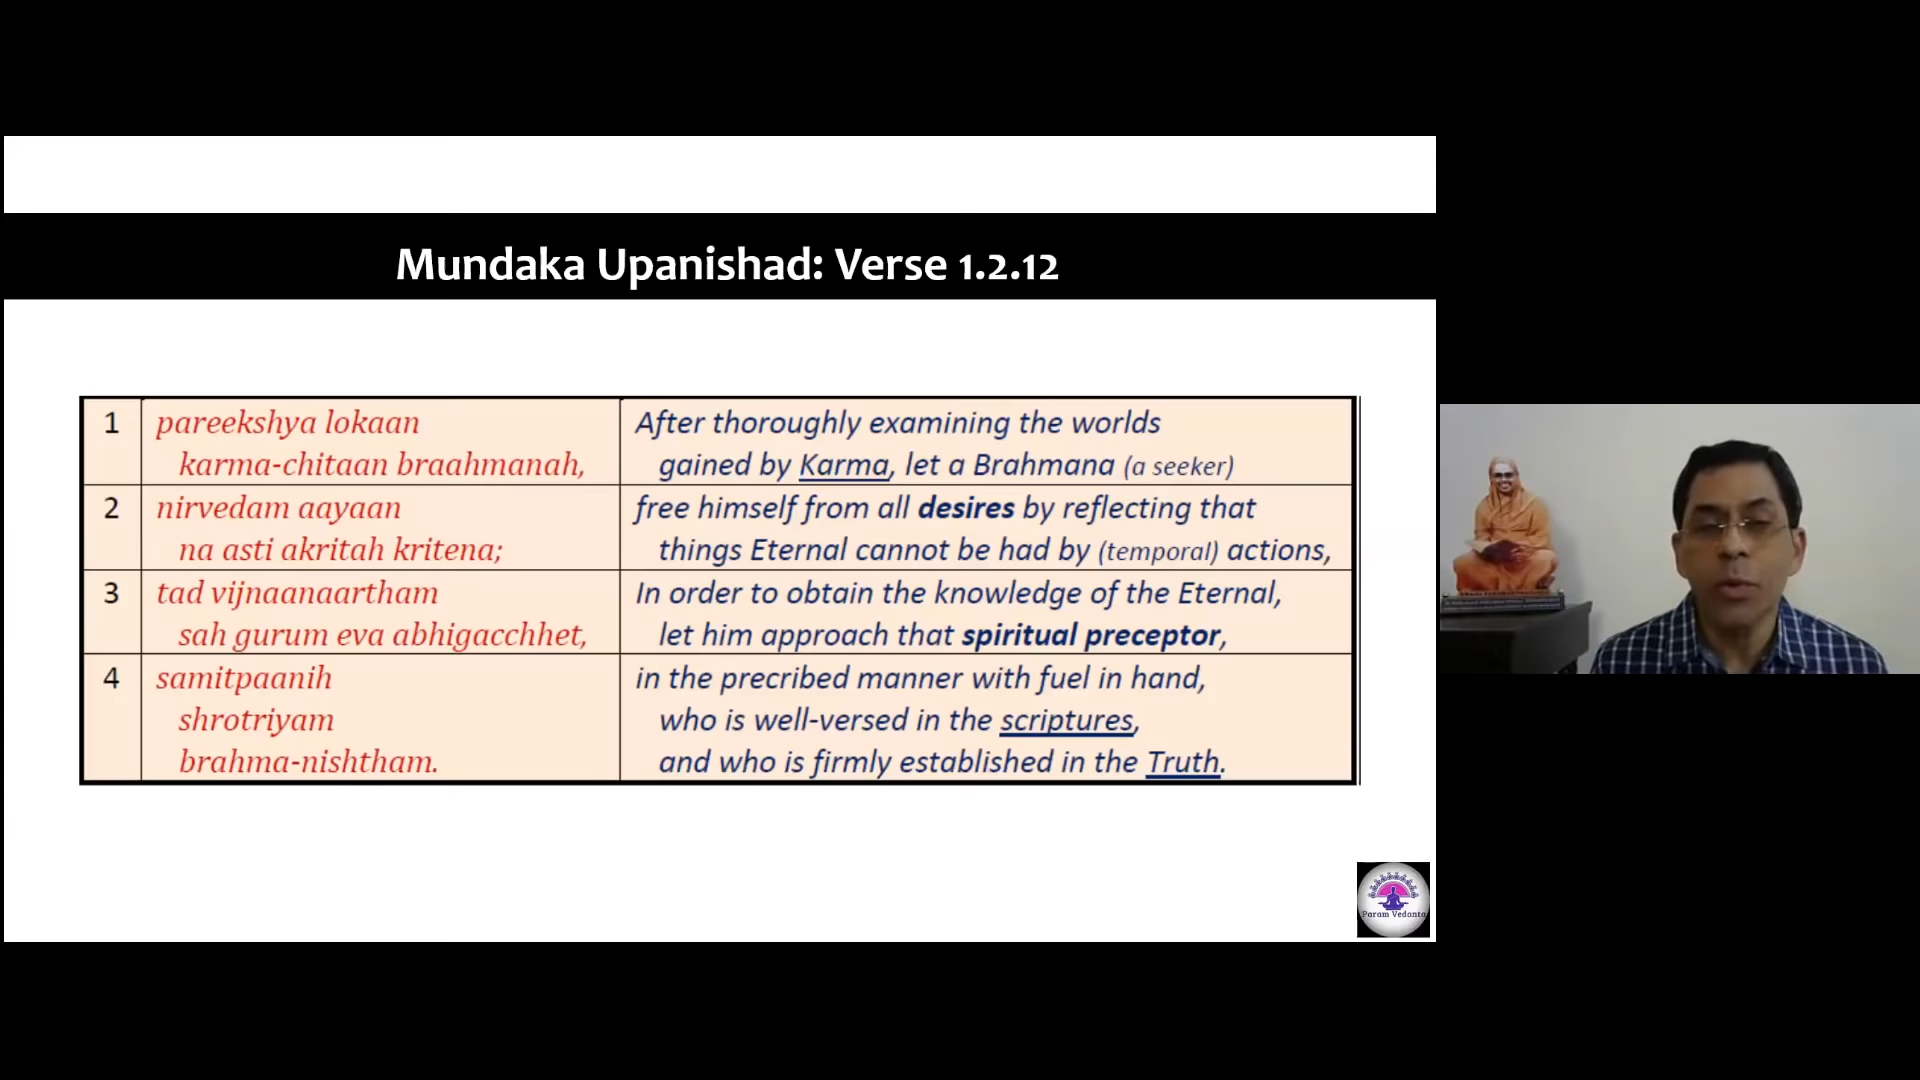 Mundaka Upanishad: Verse 1.2.12
1
pareekshya lokaan
karma-chitaan braahmanah,
After thoroughly examining the worlds
gained by Karma, let a Brahmana (a seeker)
2
nirvedam aayaan
na asti akritah kritena;
free himself from all desires by reflecting that
things Eternal cannot be had by (temporal) actions,
3
tad vijnaanaartham
sah gurum eva abhigacchhet,
In order to obtain the knowledge of the Eternal,
let him approach that spiritual preceptor,
4
samitpaanih
shrotriyam
brahma-nishtham.
in the precribed manner with fuel in hand,
who is well-versed in the scriptures,
and who is firmly established in the Truth.
Param Vedanta